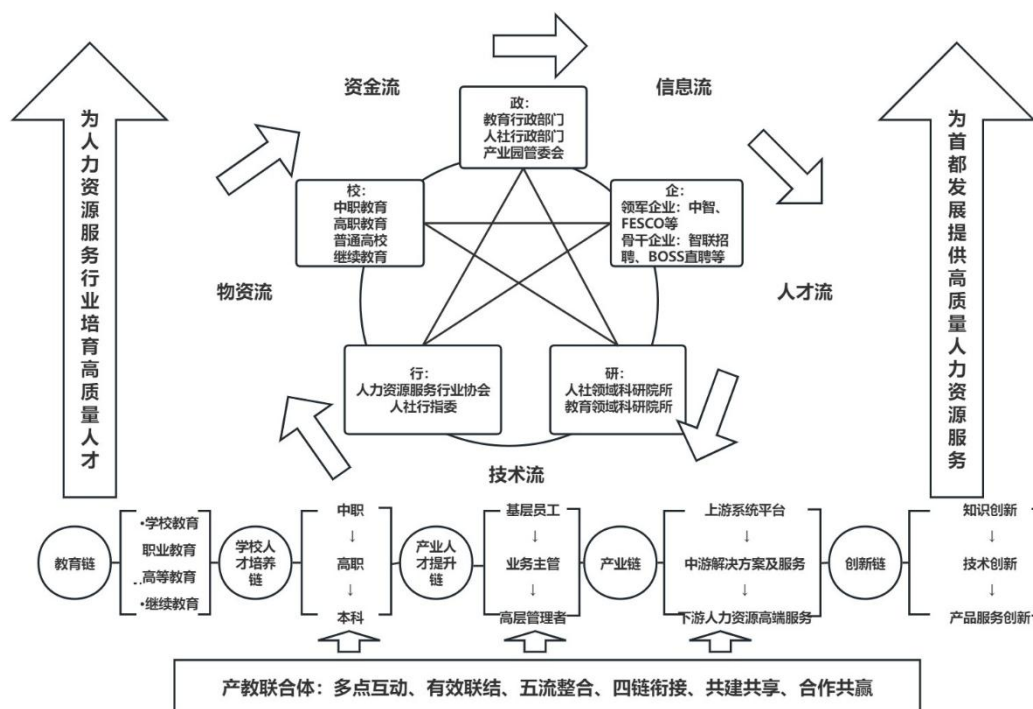 资金流
信息流
政：
教育行政部门
人社行政部门
产业园管委会
校：
中职教育
高职教育
普通高校
继续教育
企：
领军企业：中智、
FESCO等
骨干企业：智联招
聘、BOSS直聘等
物资流
人才流
行：
人力资源服务行业协会
人社行指委
研：
人社领域科研院所
教育领域科研院所
技术流
为人力资源服务行业培育高质量人才
为首都发展提供高质量人力资源服务
教育链
•学校教育
职业教育
..高等教育
•继续教育
学校人
才培养
链
中职
↓
高职
↓
本科
产业人
才提升
链
基层员工
↓
业务主管
↓
高层管理者
产业链
上游系统平台
↓
中游解决方案及服务
↓
下游人力资源高端服务
创新链
知识创新
↓
技术创新
↓
产品服务创新
产教联合体：多点互动、有效联结、五流整合、四链衔接、共建共享、合作共赢